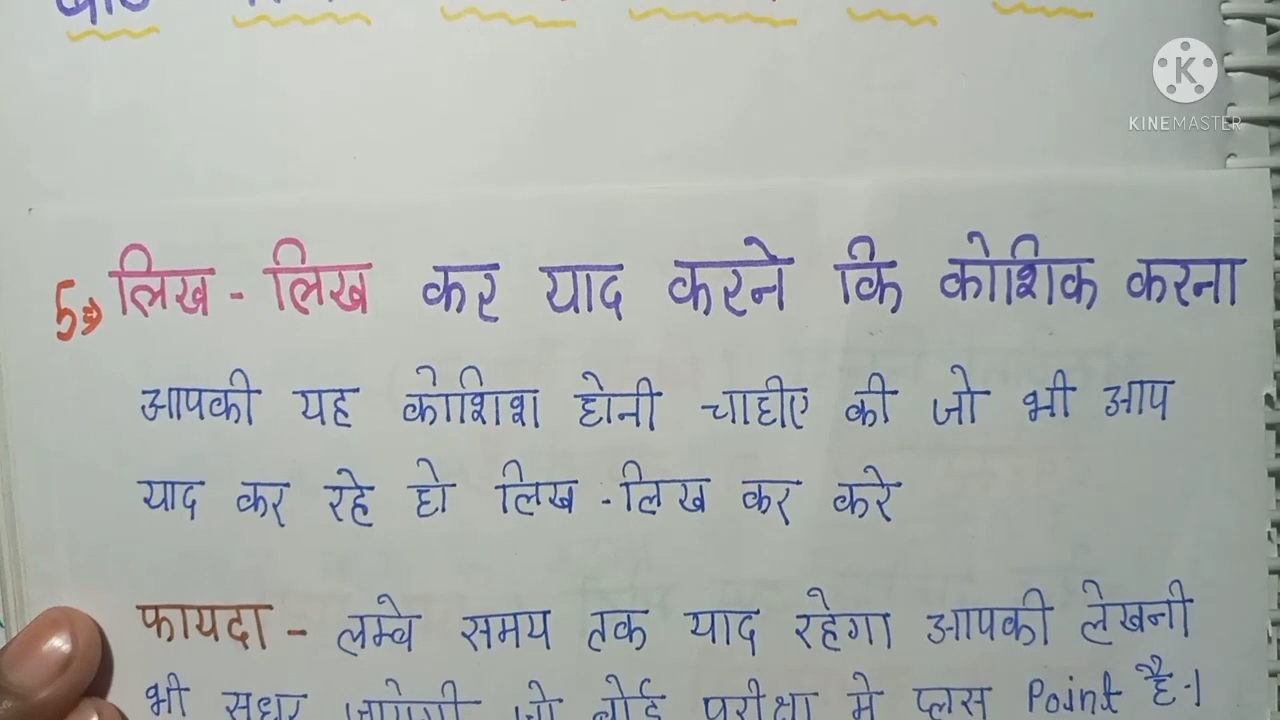 KINEMASTER
5⇒ लिख - लिख कर याद करने कि कोशिक करना
आपकी यह कोशिश होनी चाहीए की जो भी आप
याद कर रहे हो लिख - लिख कर करे
फायदा - लम्बे समय तक याद रहेगा आपकी लेखनी
भी सुधर जायेगी जो बोर्ड परीक्षा मे प्लस Point है।